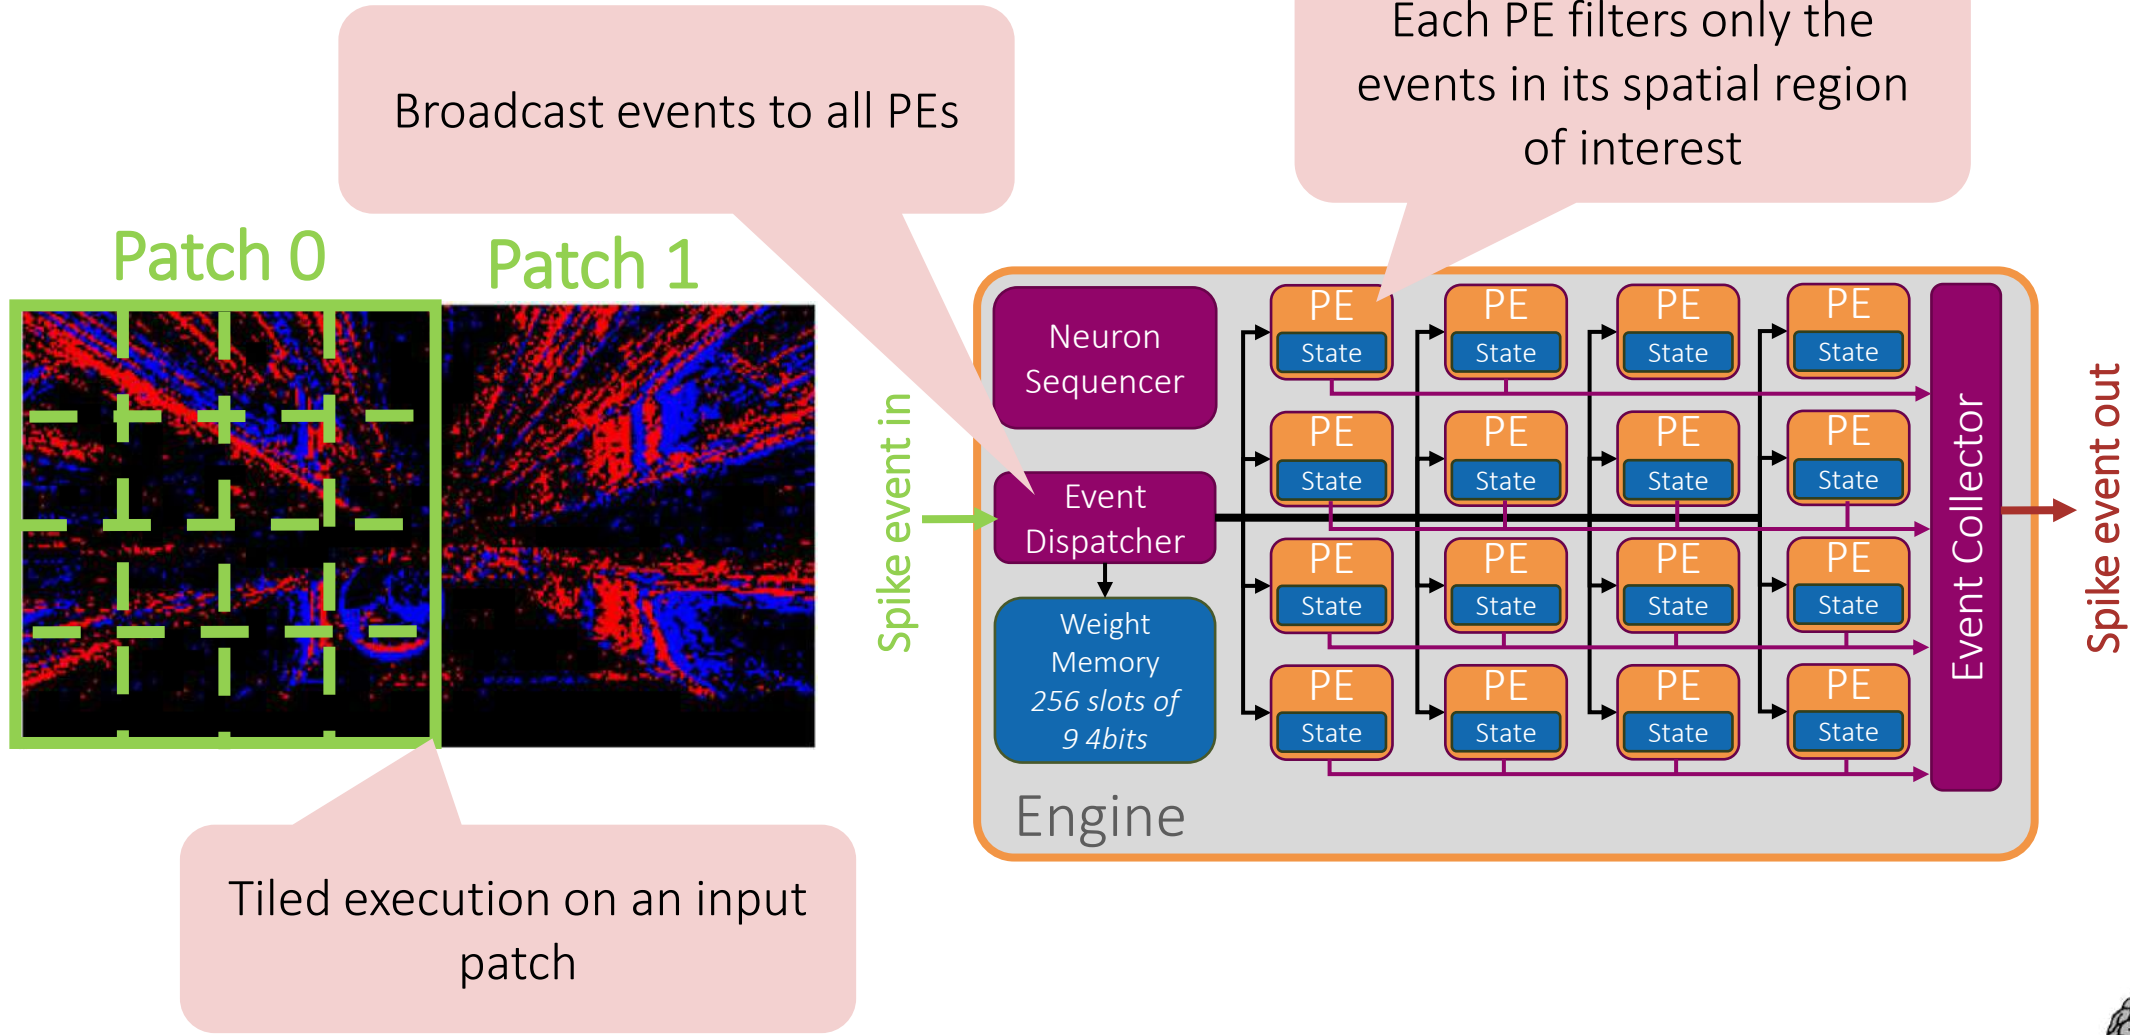 Broadcast events to all PEs
Each PE filters only the
events in its spatial region
of interest
Patch 0
Patch 1
Spike event in
Neuron
Sequencer
Event
Dispatcher
Weight
Memory
256 slots of
9 4bits
PE
State
PE
State
PE
State
PE
State
PE
State
PE
State
PE
State
PE
State
PE
State
PE
State
PE
State
PE
State
PE
State
PE
State
PE
State
PE
State
Event Collector
Spike event out
Engine
Tiled execution on an input
patch